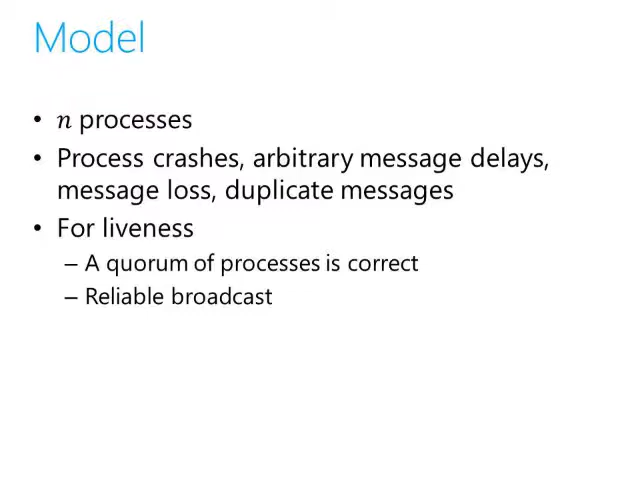 Model
• n processes
• Process crashes, arbitrary message delays,
message loss, duplicate messages
• For liveness
– A quorum of processes is correct
– Reliable broadcast